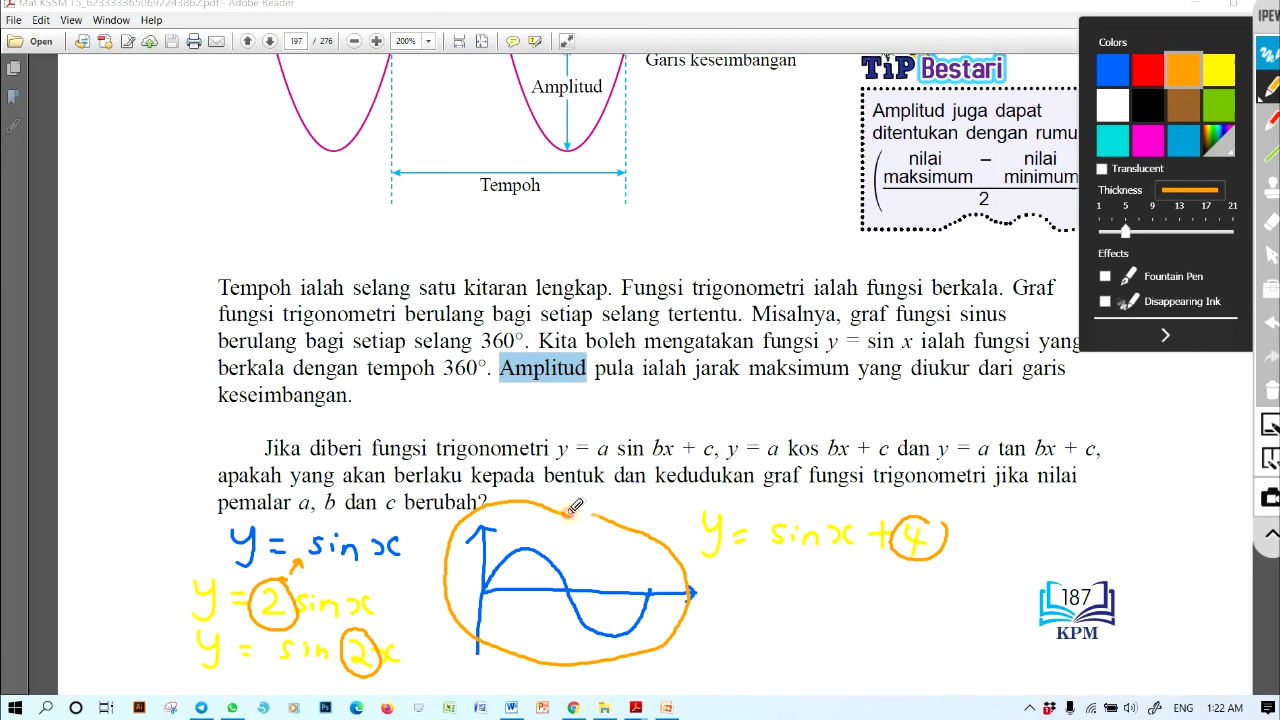 Mat KSSM T5_6233333650692243862.pdf - Adobe Reader
File Edit View Window Help
Open 197 / 276 200%
Garis keseimbangan
Amplitud
Tempoh
TiP Bestari
Amplitud juga dapat
ditentukan dengan rumu
nilai – nilai
maksimum minimum
2
Tempoh ialah selang satu kitaran lengkap. Fungsi trigonometri ialah fungsi berkala. Graf
fungsi trigonometri berulang bagi setiap selang tertentu. Misalnya, graf fungsi sinus
berulang bagi setiap selang 360°. Kita boleh mengatakan fungsi y = sin x ialah fungsi yang
berkala dengan tempoh 360°. Amplitud pula ialah jarak maksimum yang diukur dari garis
keseimbangan.
Jika diberi fungsi trigonometri y = a sin bx + c, y = a kos bx + c dan y = a tan bx + c,
apakah yang akan berlaku kepada bentuk dan kedudukan graf fungsi trigonometri jika nilai
pemalar a, b dan c berubah?
y = sin x
y = 2 sin x
y = sin 2x
y = sin x + 4
187
KPM
Colors
Translucent
Thickness
1 5 9 13 17 21
Effects
Fountain Pen
Disappearing Ink
ENG 1:22 AM